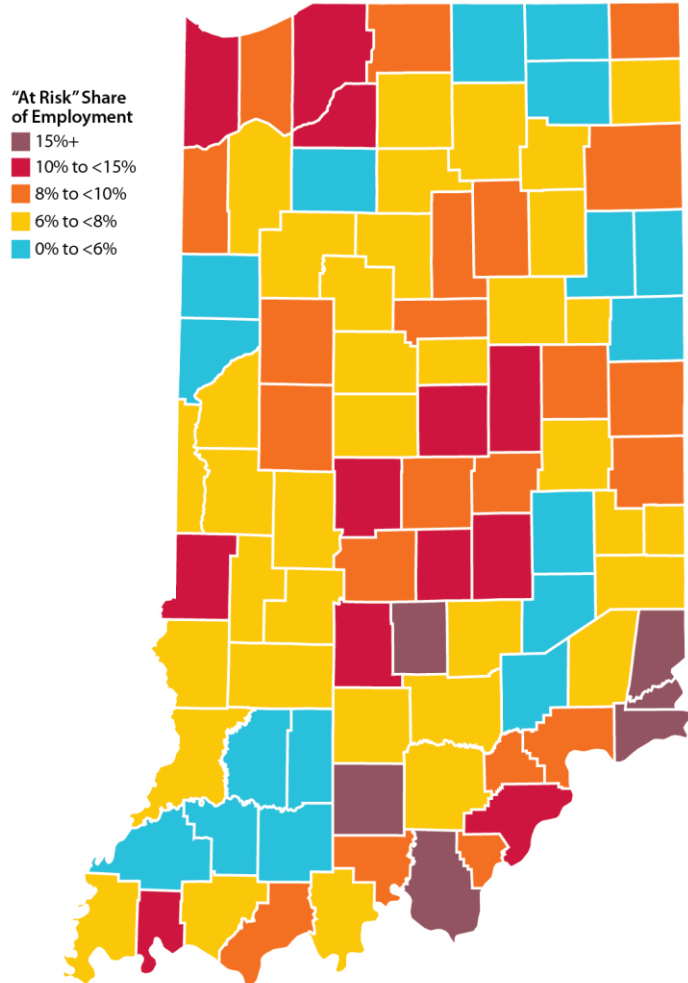 “At Risk” Share
of Employment
15%+
10% to <15%
8% to <10%
6% to <8%
0% to <6%